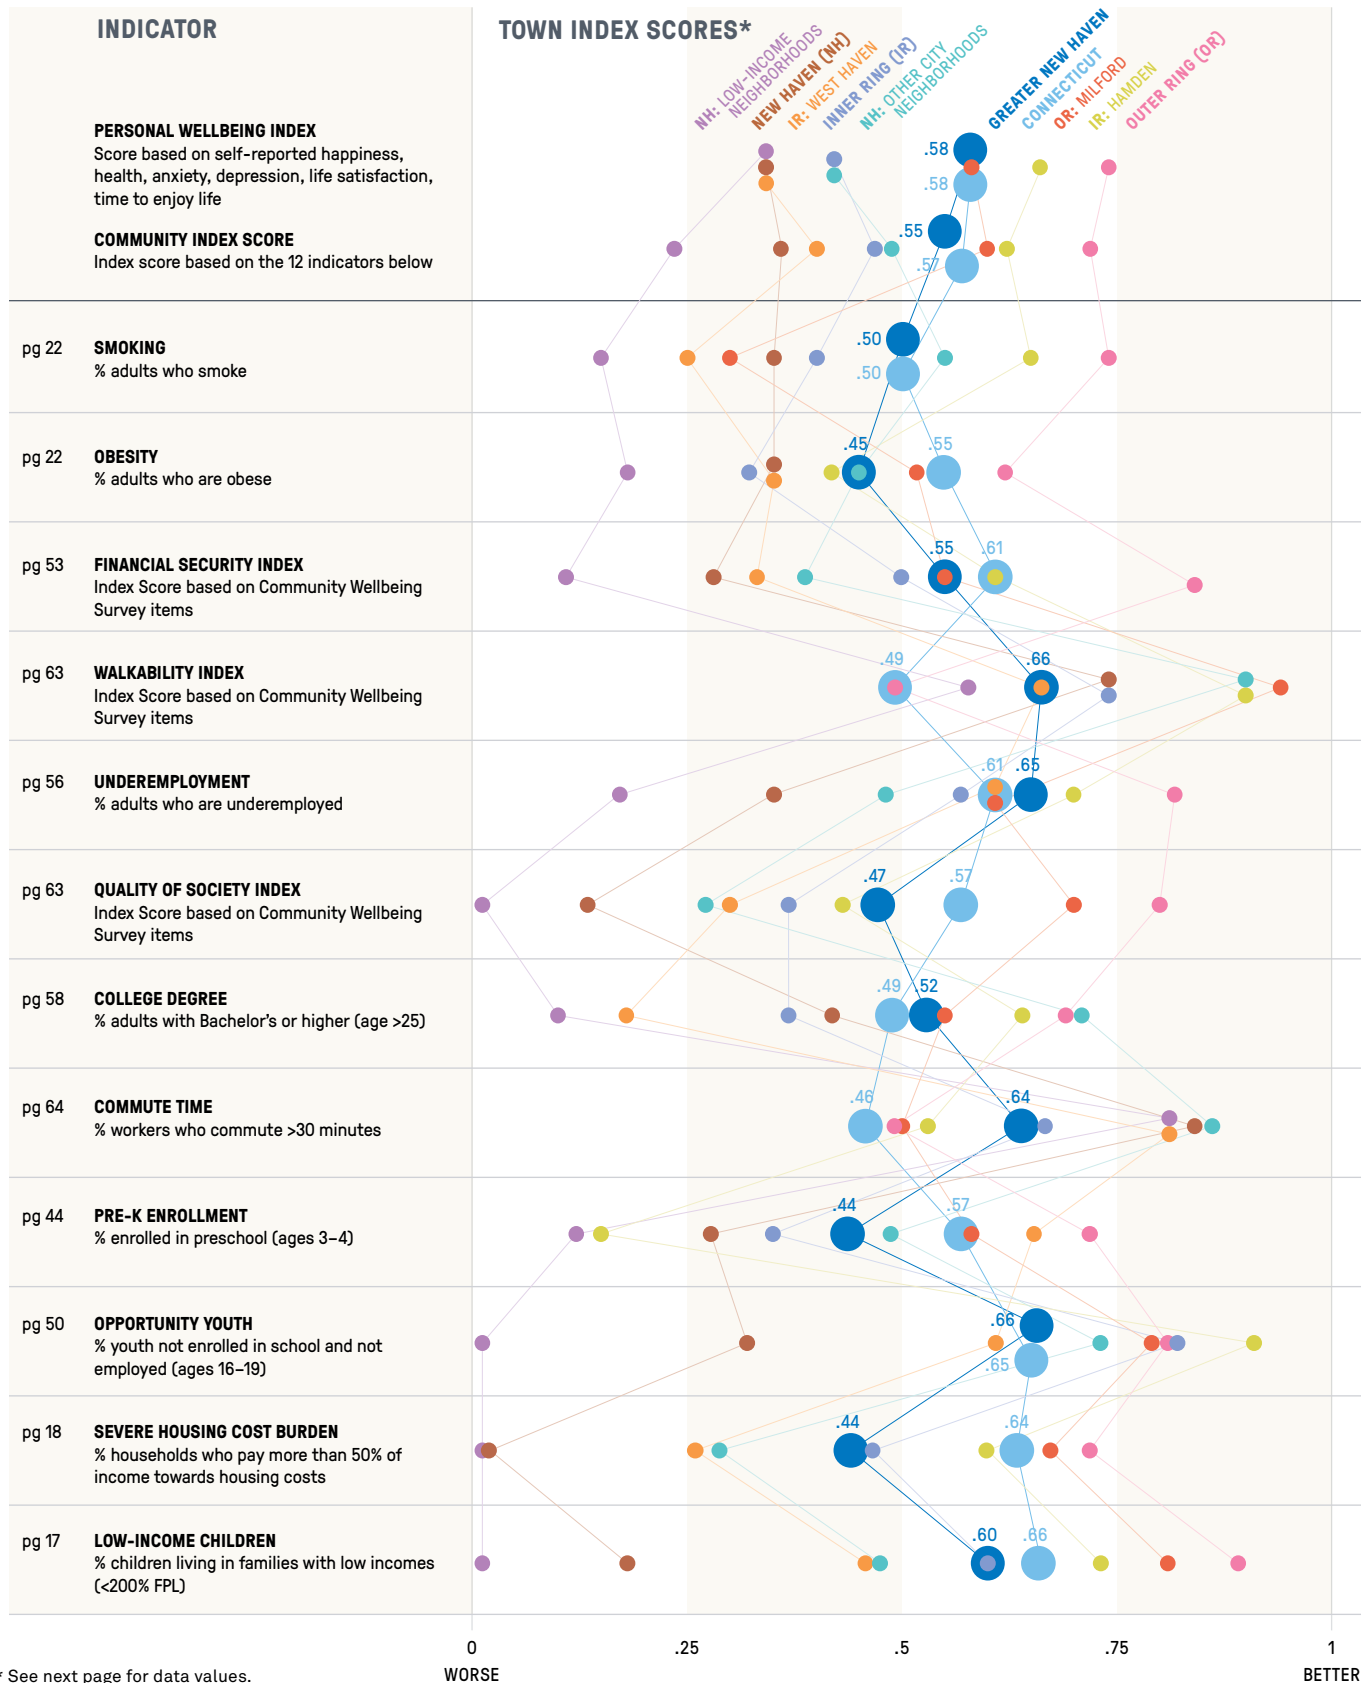 INDICATOR
TOWN INDEX SCORES*
NH: LOW-INCOME
NEIGHBORHOODS
NEW HAVEN (NH)
IR: WEST HAVEN
INNER RING (IR)
NH: OTHER CITY
NEIGHBORHOODS
GREATER NEW HAVEN
CONNECTICUT
OR: MILFORD
IR: HAMDEN
OUTER RING (OR)
PERSONAL WELLBEING INDEX
Score based on self-reported happiness,
health, anxiety, depression, life satisfaction,
time to enjoy life
.58
.58
COMMUNITY INDEX SCORE
Index score based on the 12 indicators below
.55
.57
pg 22
SMOKING
% adults who smoke
.50
.50
pg 22
OBESITY
% adults who are obese
.45
.55
pg 53
FINANCIAL SECURITY INDEX
Index Score based on Community Wellbeing
Survey items
.55
.61
pg 63
WALKABILITY INDEX
Index Score based on Community Wellbeing
Survey items
.49
.66
pg 56
UNDEREMPLOYMENT
% adults who are underemployed
.61
.65
pg 63
QUALITY OF SOCIETY INDEX
Index Score based on Community Wellbeing
Survey items
.47
.57
pg 58
COLLEGE DEGREE
% adults with Bachelor's or higher (age >25)
.49
.52
pg 64
COMMUTE TIME
% workers who commute >30 minutes
.46
.64
pg 44
PRE-K ENROLLMENT
% enrolled in preschool (ages 3–4)
.44
.57
pg 50
OPPORTUNITY YOUTH
% youth not enrolled in school and not
employed (ages 16–19)
.66
.65
pg 18
SEVERE HOUSING COST BURDEN
% households who pay more than 50% of
income towards housing costs
.44
.64
pg 17
LOW-INCOME CHILDREN
% children living in families with low incomes
(<200% FPL)
.60
.66
0
.25
.5
.75
1
WORSE
BETTER
* See next page for data values.